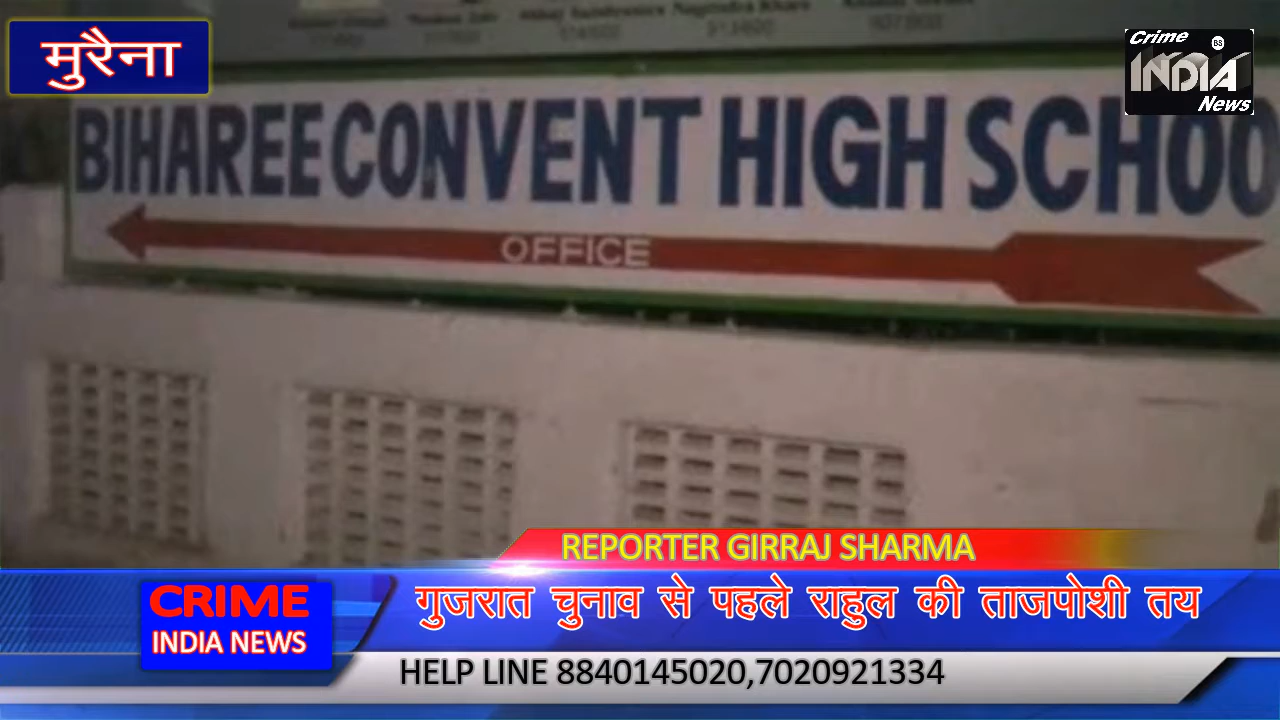 मुरैना
Crime
BS
INDIA
News
BIHAREE CONVENT HIGH SCHOO
OFFICE
REPORTER GIRRAJ SHARMA
CRIME
INDIA NEWS
गुजरात चुनाव से पहले राहुल की ताजपोशी तय
HELP LINE 8840145020,7020921334